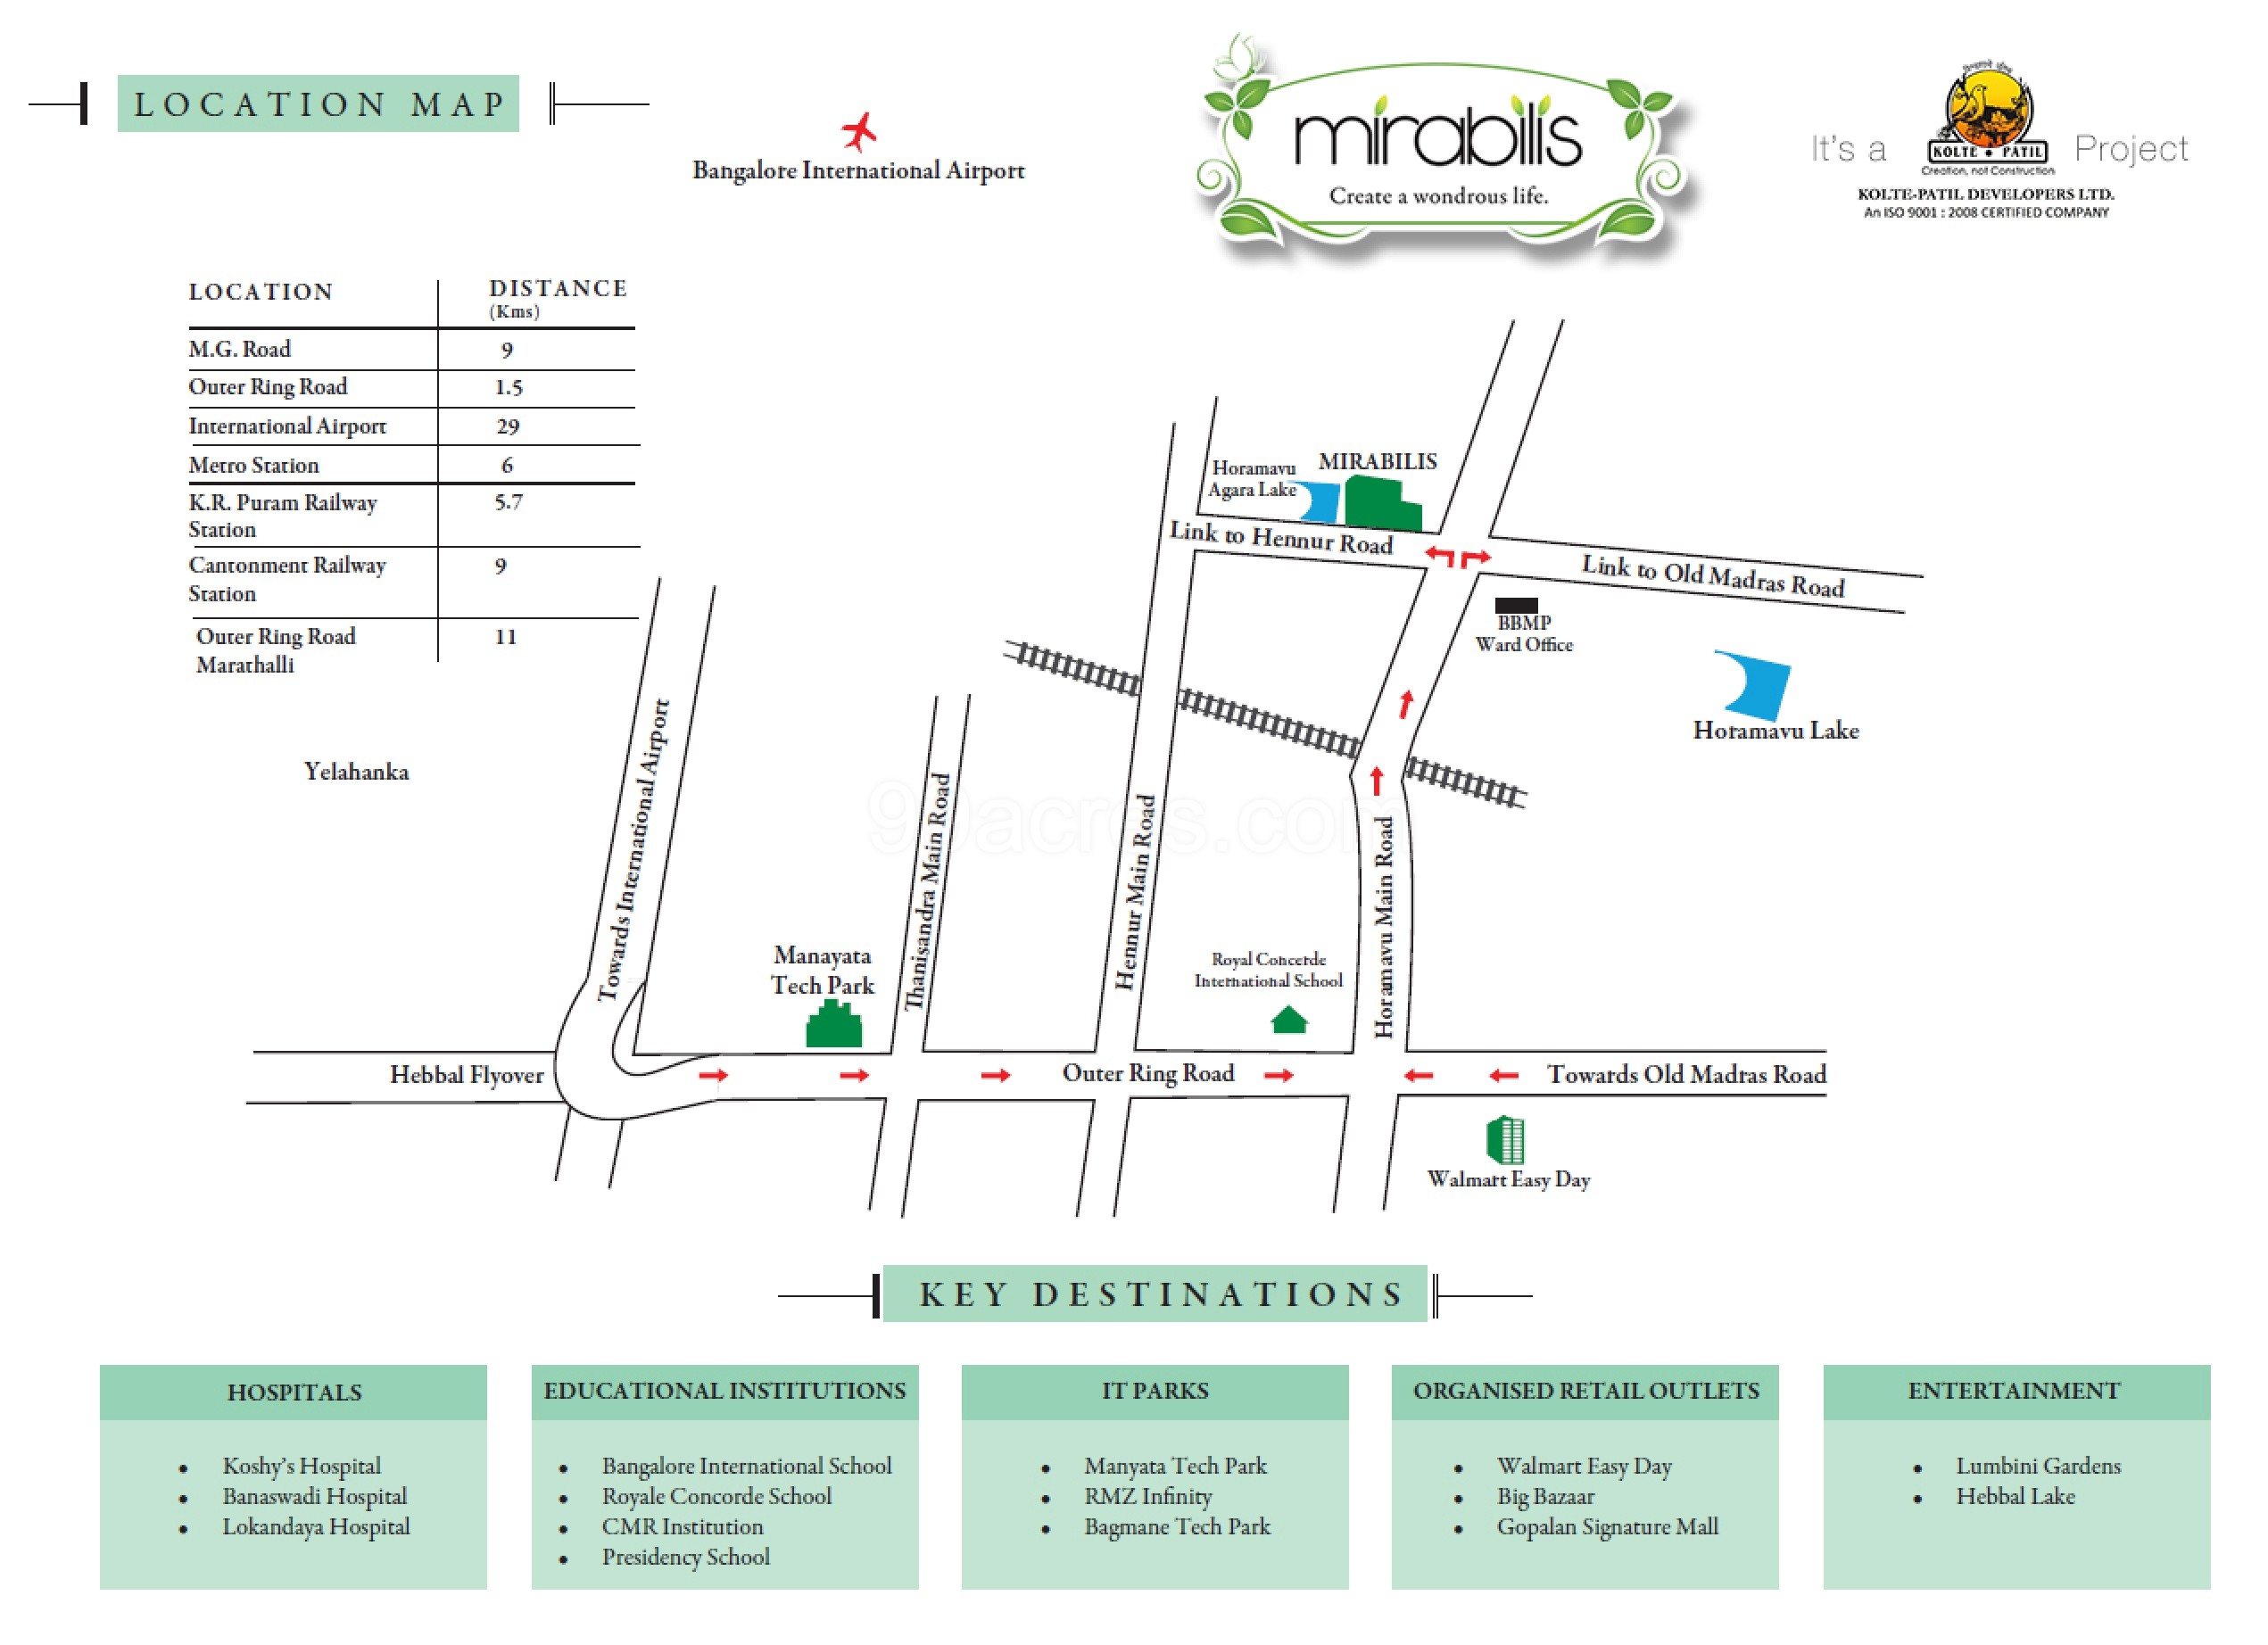 LOCATION MAP
Bangalore International Airport
mirabilis
Create a wondrous life.
It's a
KOLTE • PATIL
Creation, not Construction
Project
KOLTE-PATIL DEVELOPERS LTD.
An ISO 9001 : 2008 CERTIFIED COMPANY
LOCATION DISTANCE
(Kms)
M.G. Road 9
Outer Ring Road 1.5
International Airport 29
Metro Station 6
K.R. Puram Railway 5.7
Station
Cantonment Railway 9
Station
Outer Ring Road 11
Marathalli
Horamavu
Agara Lake
MIRABILIS
Link to Hennur Road
Link to Old Madras Road
BBMP
Ward Office
Horamavu Lake
Yelahanka
Towards International Airport
Thanisandra Main Road
Hennur Main Road
Horamavu Main Road
99acres.com
Manayata
Tech Park
Royal Concerde
International School
Hebbal Flyover
Outer Ring Road
Towards Old Madras Road
Walmart Easy Day
KEY DESTINATIONS
HOSPITALS
• Koshy's Hospital
• Banaswadi Hospital
• Lokandaya Hospital
EDUCATIONAL INSTITUTIONS
• Bangalore International School
• Royale Concorde School
• CMR Institution
• Presidency School
IT PARKS
• Manyata Tech Park
• RMZ Infinity
• Bagmane Tech Park
ORGANISED RETAIL OUTLETS
• Walmart Easy Day
• Big Bazaar
• Gopalan Signature Mall
ENTERTAINMENT
• Lumbini Gardens
• Hebbal Lake